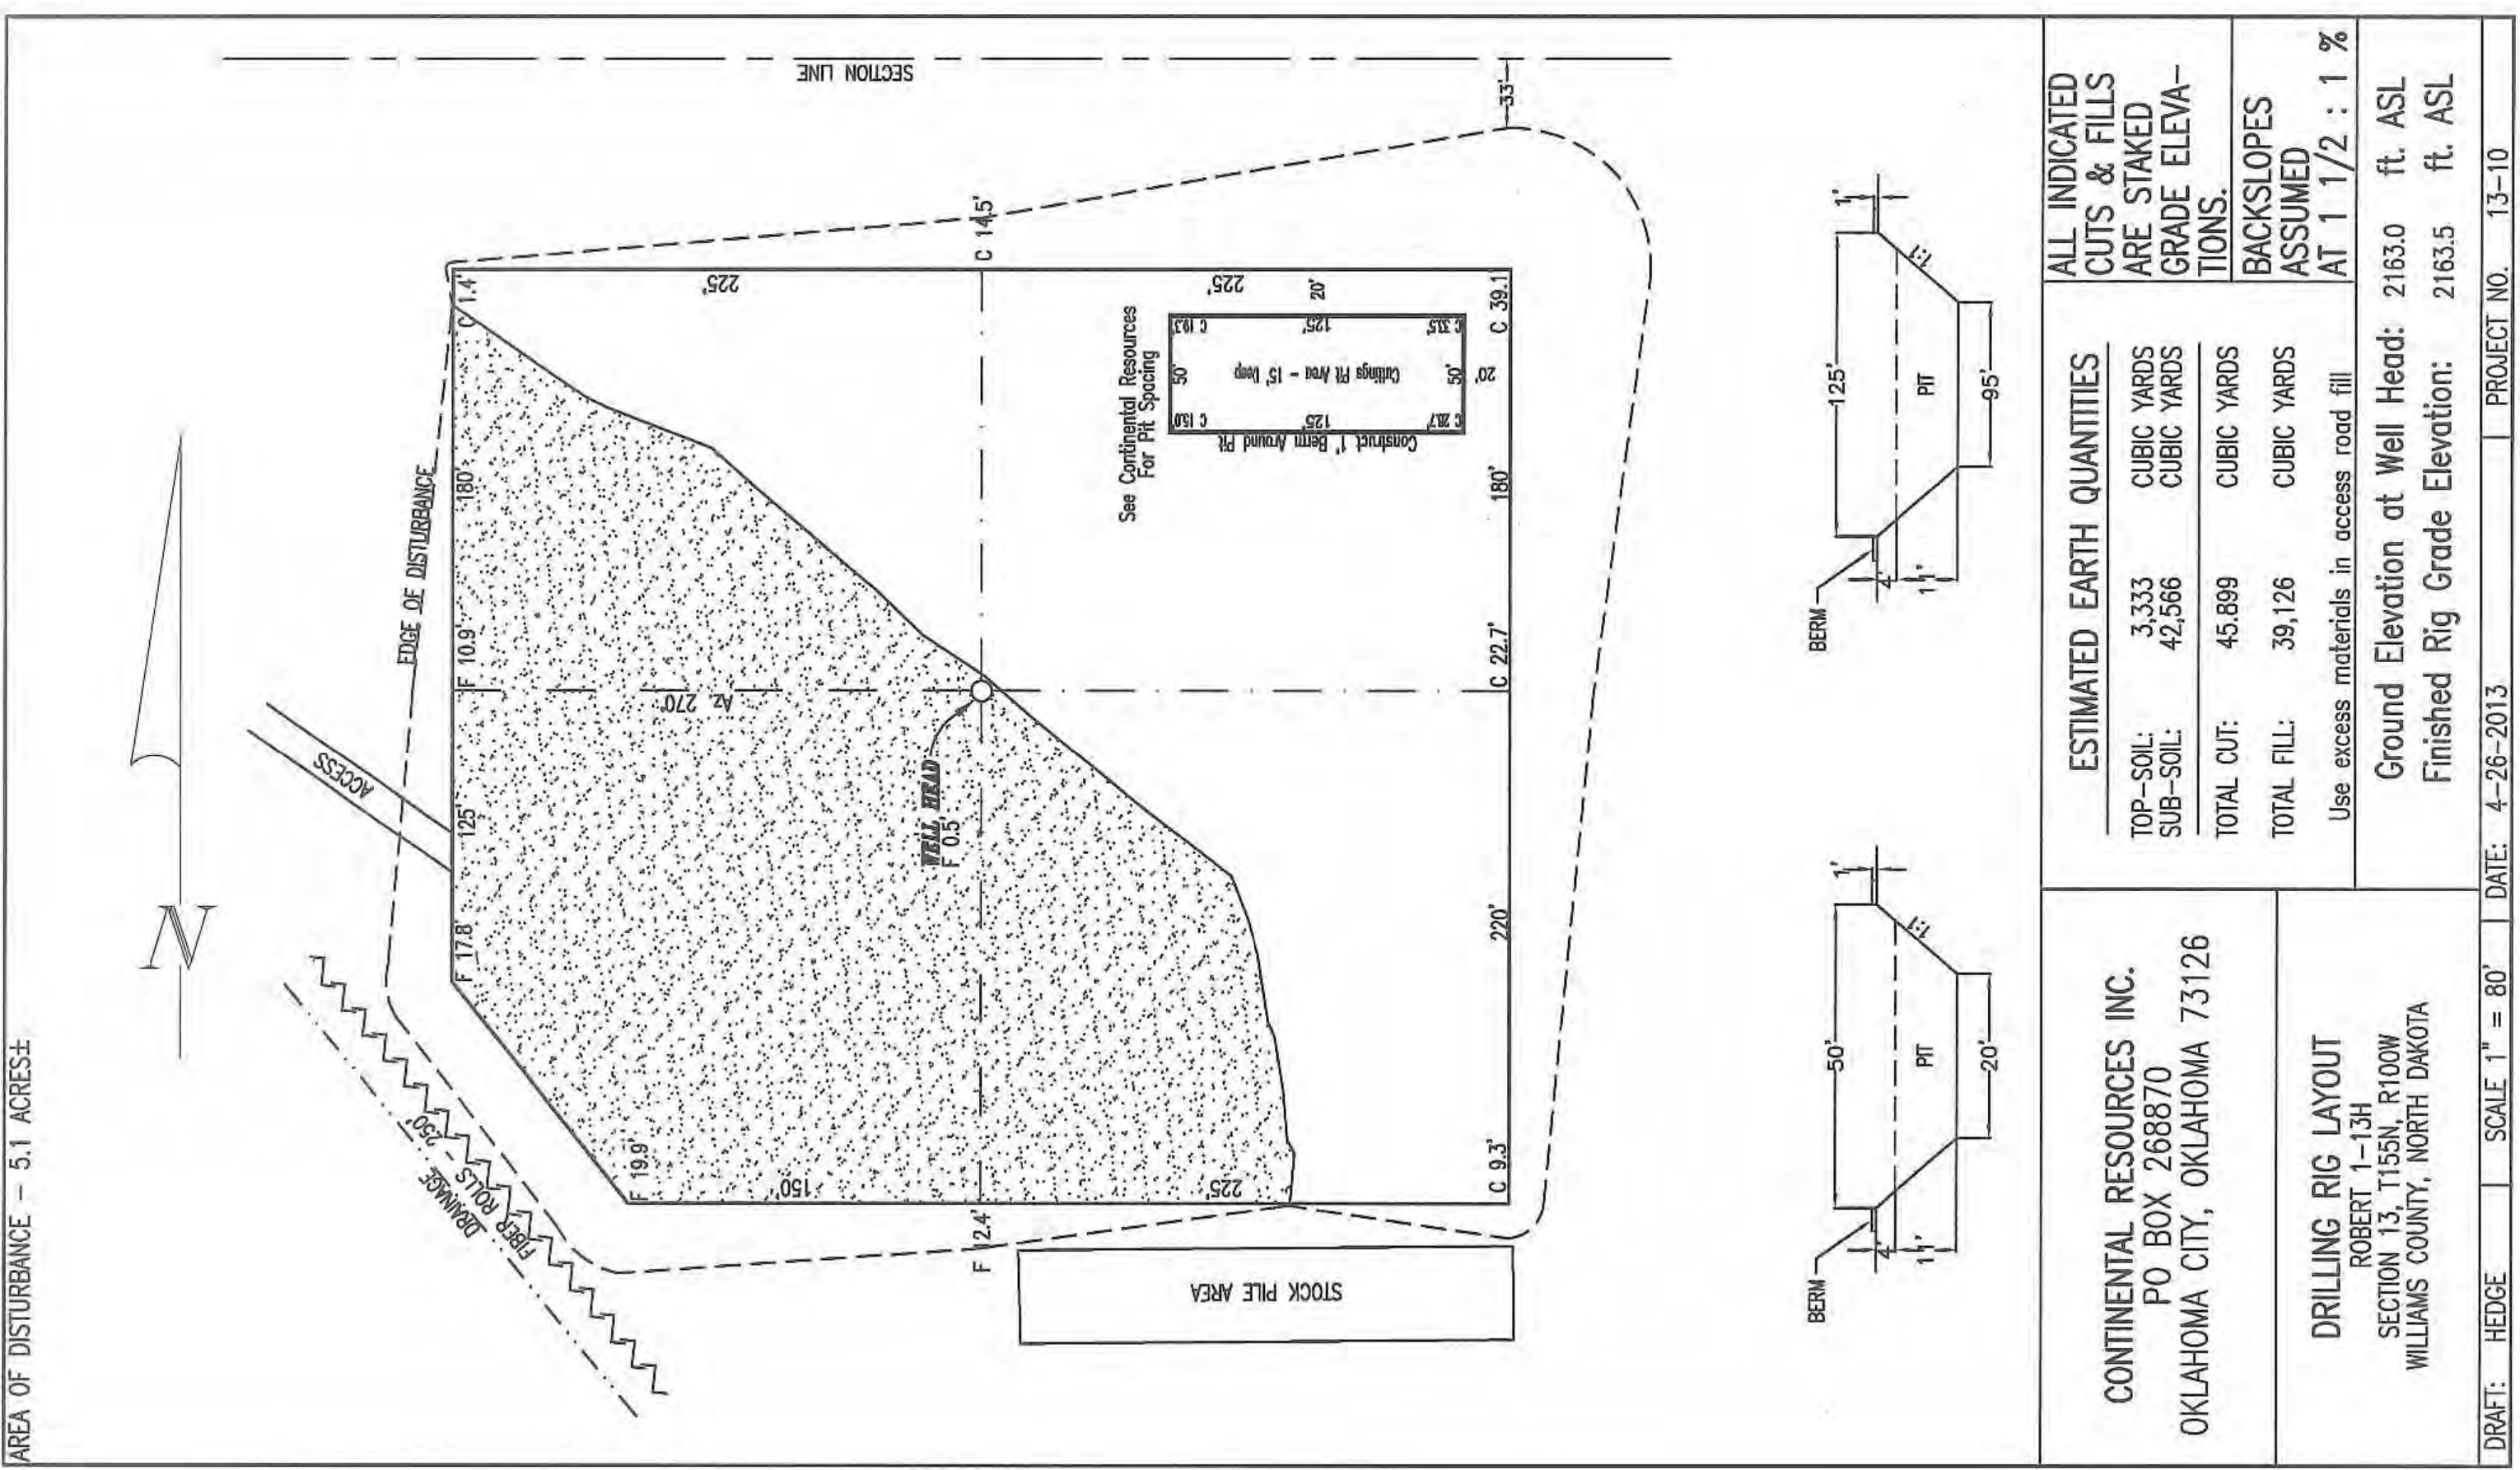 AREA OF DISTURBANCE - 5.1 ACRES±
N
SECTION LINE
33'
ACCESS
EDGE OF DISTURBANCE
DRAINAGE
FIBER ROLLS - 250'
F 19.9'
F 17.8'
125'
F 10.9'
180'
C 1.4'
225'
Az 270°
150'
WELL HEAD
F 0.5'
F 12.4'
C 14.5'
225'
225'
20'
See Continental Resources
For Pit Spacing
Construct 1' Berm Around Pit
C 28.7'
125'
C 15.0'
50'
Cuttings Pit Area - 15' Deep
50'
C 33.5'
125'
C 19.3'
20'
C 9.3'
220'
C 22.7'
180'
C 39.1
STOCK PILE AREA
BERM
50'
1'
4'
11'
1:1
PIT
20'
BERM
125'
1'
4'
11'
1:1
PIT
95'
CONTINENTAL RESOURCES INC.
PO BOX 268870
OKLAHOMA CITY, OKLAHOMA 73126
DRILLING RIG LAYOUT
ROBERT 1-13H
SECTION 13, T155N, R100W
WILLIAMS COUNTY, NORTH DAKOTA
ESTIMATED EARTH QUANTITIES
TOP-SOIL: 3,333 CUBIC YARDS
SUB-SOIL: 42,566 CUBIC YARDS
TOTAL CUT: 45.899 CUBIC YARDS
TOTAL FILL: 39,126 CUBIC YARDS
Use excess materials in access road fill
ALL INDICATED
CUTS & FILLS
ARE STAKED
GRADE ELEVA-
TIONS.
BACKSLOPES
ASSUMED
AT 1 1/2 : 1 %
Ground Elevation at Well Head: 2163.0 ft. ASL
Finished Rig Grade Elevation: 2163.5 ft. ASL
DRAFT: HEDGE
SCALE 1" = 80'
DATE: 4-26-2013
PROJECT NO. 13-10